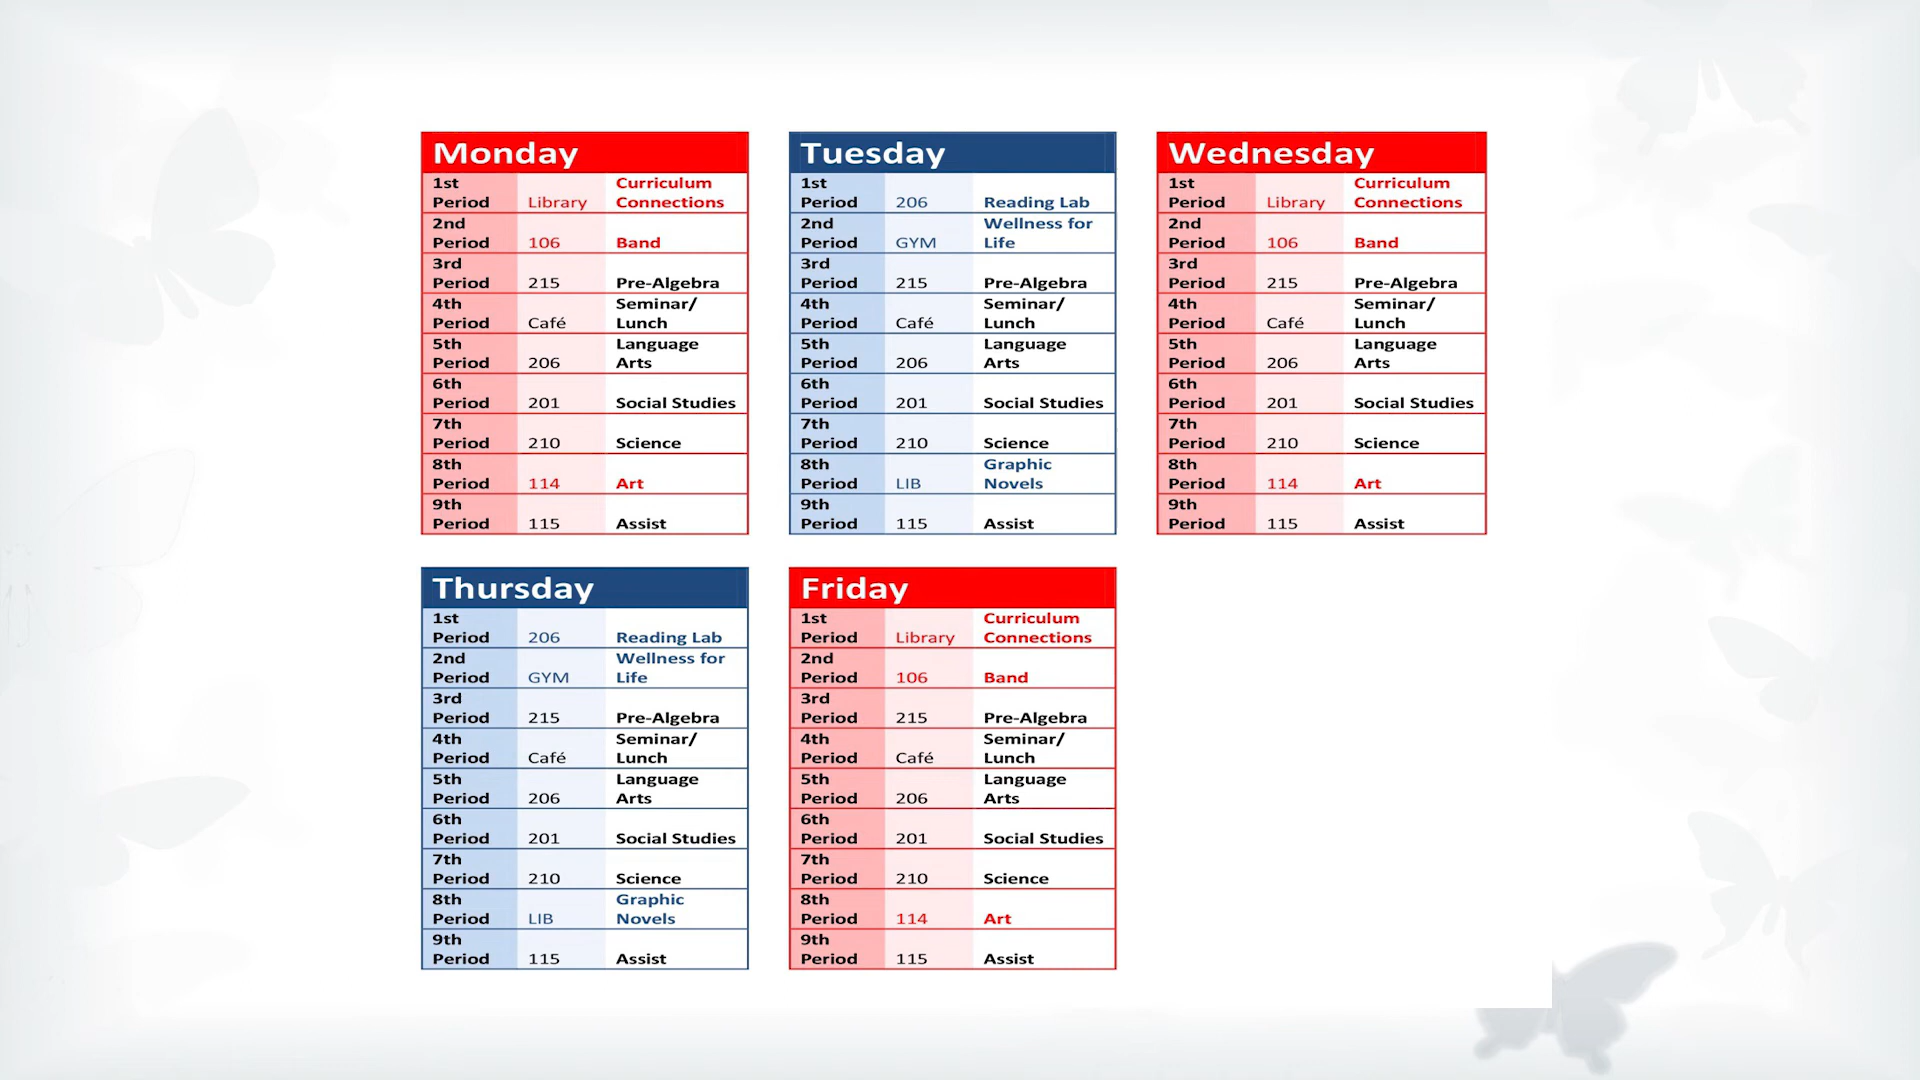 Monday
1st
Period Library Curriculum
Connections
2nd
Period 106 Band
3rd
Period 215 Pre-Algebra
4th
Period Café Seminar/
Lunch
5th
Period 206 Language
Arts
6th
Period 201 Social Studies
7th
Period 210 Science
8th
Period 114 Art
9th
Period 115 Assist
Tuesday
1st
Period 206 Reading Lab
2nd
Period GYM Wellness for
Life
3rd
Period 215 Pre-Algebra
4th
Period Café Seminar/
Lunch
5th
Period 206 Language
Arts
6th
Period 201 Social Studies
7th
Period 210 Science
8th
Period LIB Graphic
Novels
9th
Period 115 Assist
Wednesday
1st
Period Library Curriculum
Connections
2nd
Period 106 Band
3rd
Period 215 Pre-Algebra
4th
Period Café Seminar/
Lunch
5th
Period 206 Language
Arts
6th
Period 201 Social Studies
7th
Period 210 Science
8th
Period 114 Art
9th
Period 115 Assist
Thursday
1st
Period 206 Reading Lab
2nd
Period GYM Wellness for
Life
3rd
Period 215 Pre-Algebra
4th
Period Café Seminar/
Lunch
5th
Period 206 Language
Arts
6th
Period 201 Social Studies
7th
Period 210 Science
8th
Period LIB Graphic
Novels
9th
Period 115 Assist
Friday
1st
Period Library Curriculum
Connections
2nd
Period 106 Band
3rd
Period 215 Pre-Algebra
4th
Period Café Seminar/
Lunch
5th
Period 206 Language
Arts
6th
Period 201 Social Studies
7th
Period 210 Science
8th
Period 114 Art
9th
Period 115 Assist